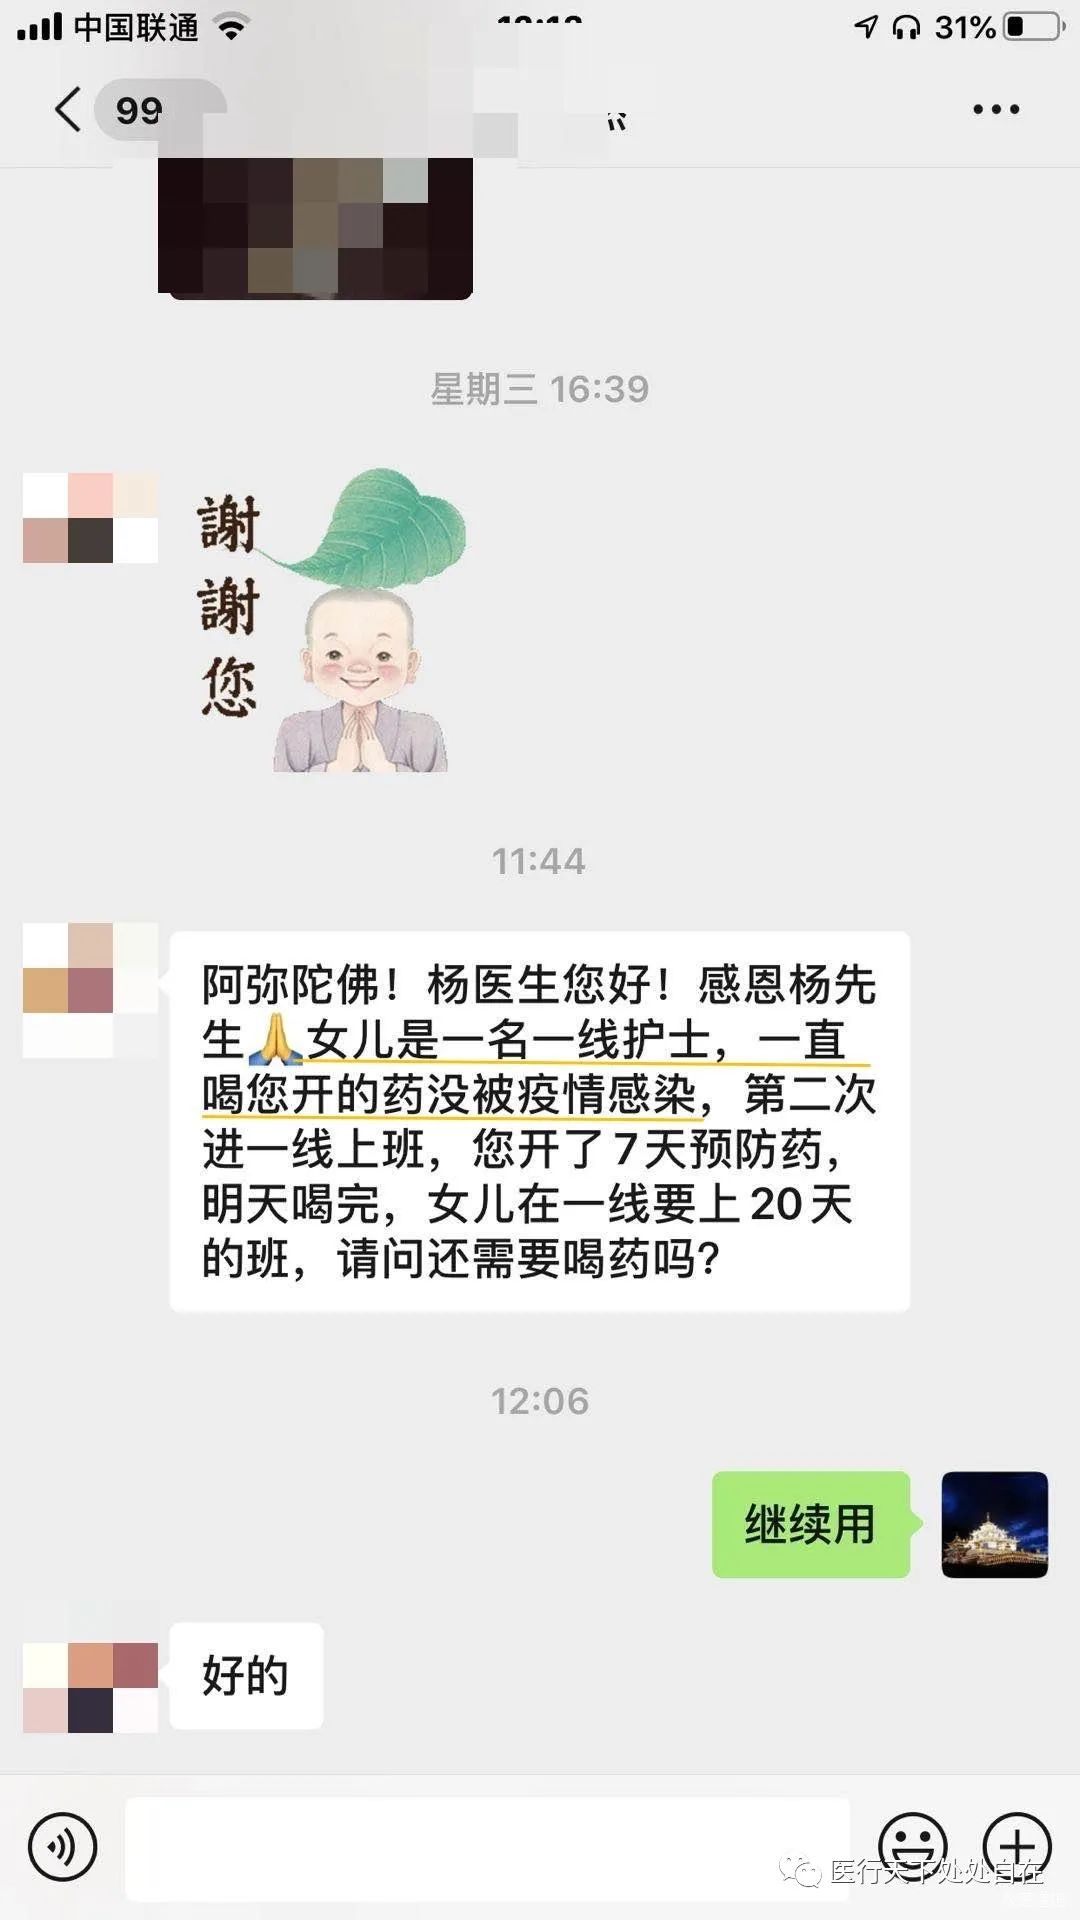 中国联通
31%
99
星期三 16:39
謝
謝
您
11:44
阿弥陀佛！杨医生您好！感恩杨先
生🙏女儿是一名一线护士，一直
喝您开的药没被疫情感染，第二次
进一线上班，您开了7天预防药，
明天喝完，女儿在一线要上20天
的班，请问还需要喝药吗？
12:06
继续用
好的
医行天下处处自在